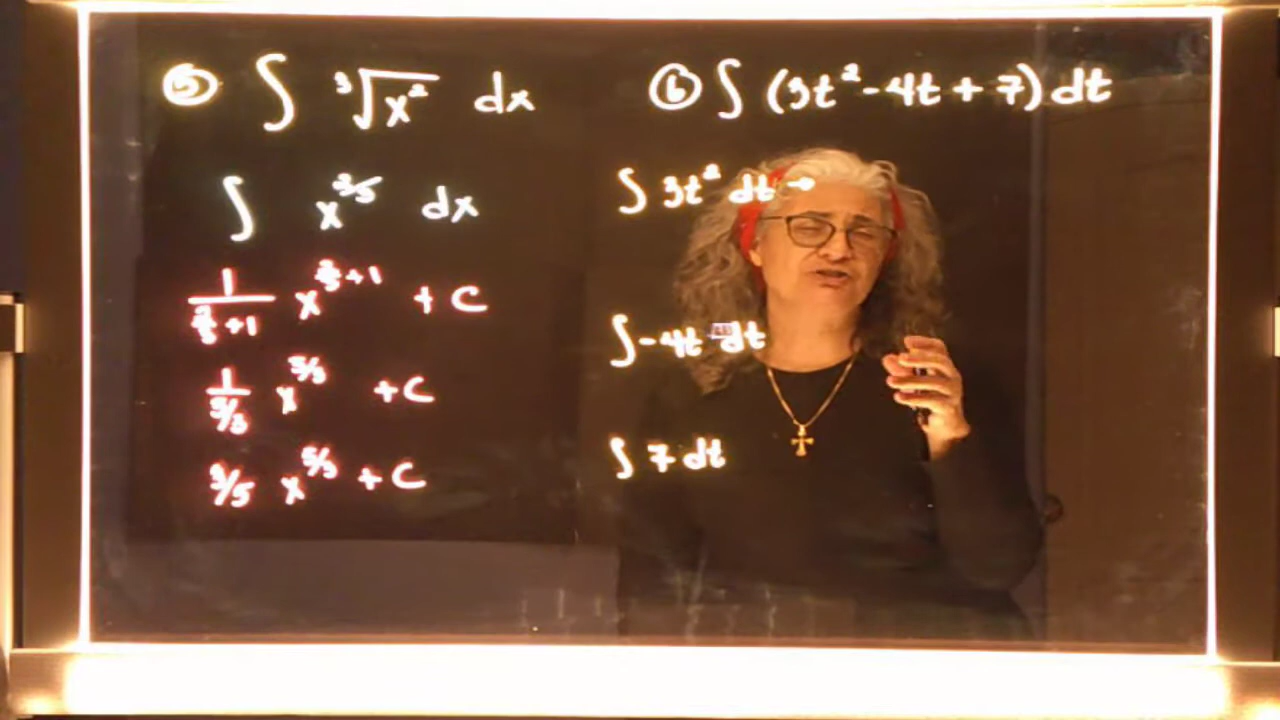 ⑤ ∫ ∛x² dx
∫ x^2/3 dx
1/(2/3+1) x^(2/3+1) + C
1/(5/3) x^5/3 + C
3/5 x^5/3 + C
⑥ ∫ (3t² - 4t + 7) dt
∫ 3t² dt →
∫ -4t dt
∫ 7 dt